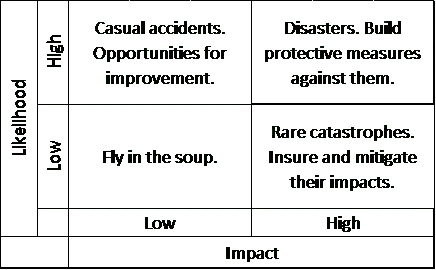 Likelihood
High
Casual accidents.
Opportunities for
improvement.
Disasters. Build
protective measures
against them.
Low
Fly in the soup.
Rare catastrophes.
Insure and mitigate
their impacts.
Low
High
Impact